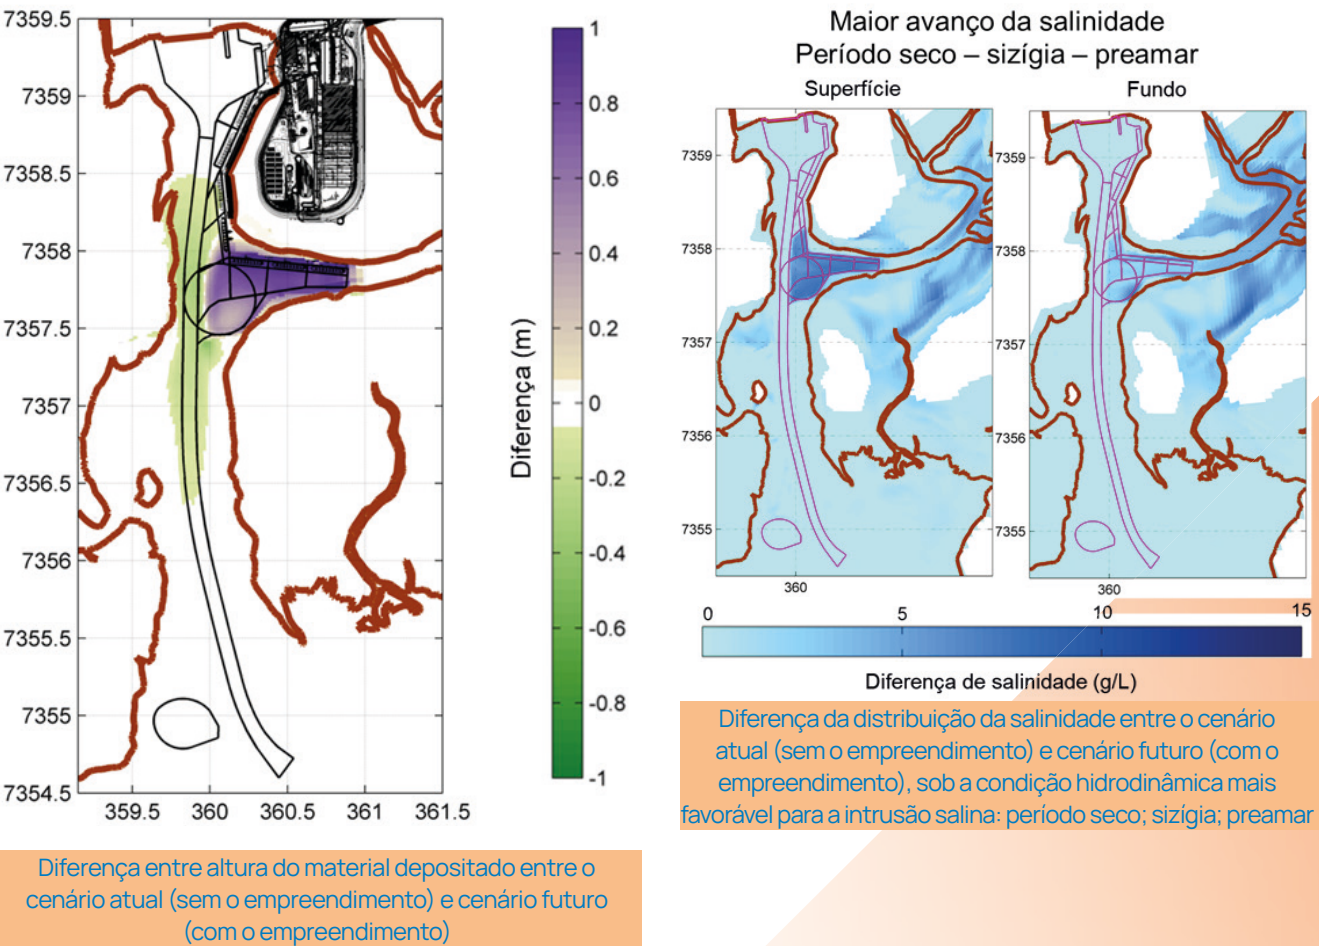 7359.5
7359
7358.5
7358
7357.5
7357
7356.5
7356
7355.5
7355
7354.5
359.5 360 360.5 361 361.5
1
0.8
0.6
0.4
0.2
0
-0.2
-0.4
-0.6
-0.8
-1
Diferença (m)
Diferença entre altura do material depositado entre o
cenário atual (sem o empreendimento) e cenário futuro
(com o empreendimento)
Maior avanço da salinidade
Período seco – sizígia – preamar
Superfície
7359
7358
7357
7356
7355
360
Fundo
7359
7358
7357
7356
7355
360
0 5 10 15
Diferença de salinidade (g/L)
Diferença da distribuição da salinidade entre o cenário
atual (sem o empreendimento) e cenário futuro (com o
empreendimento), sob a condição hidrodinâmica mais
favorável para a intrusão salina: período seco; sizígia; preamar